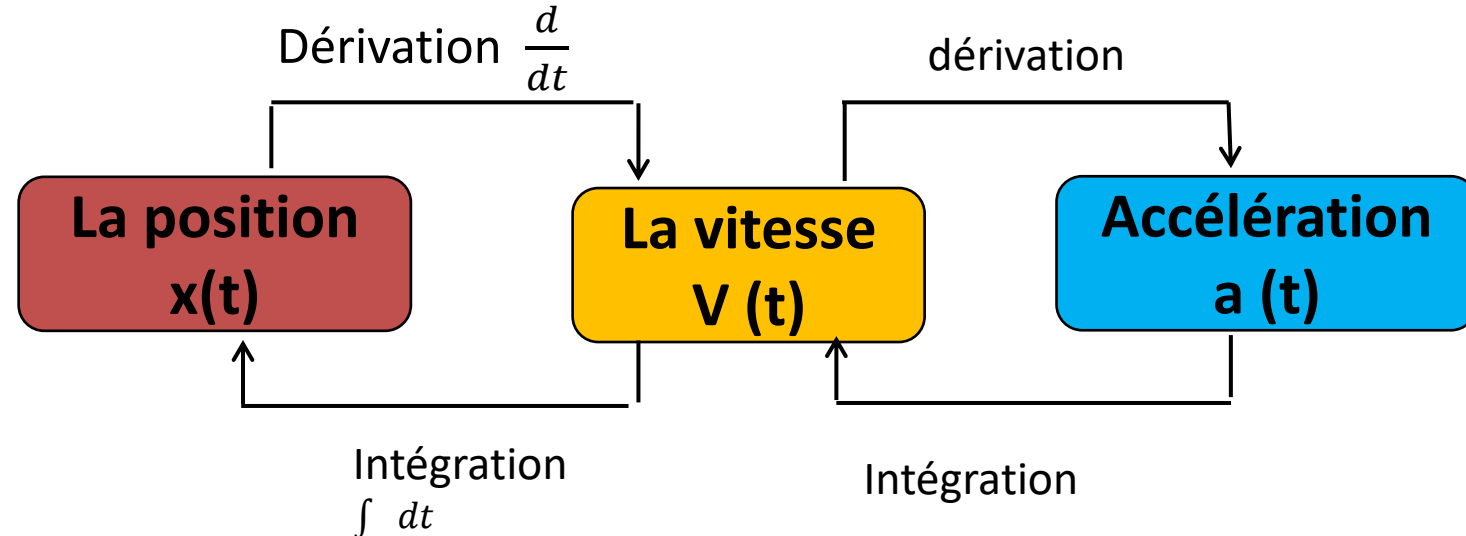 Dérivation d/dt
dérivation
La position
x(t)
La vitesse
V (t)
Accélération
a (t)
Intégration
∫ dt
Intégration